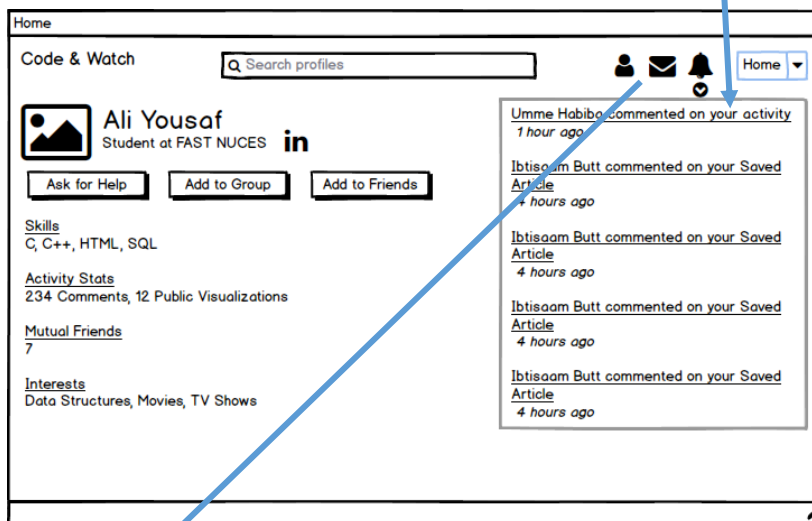 Home
Code & Watch
Search profiles
Home
Ali Yousaf
Student at FAST NUCES in
Ask for Help Add to Group Add to Friends
Skills
C, C++, HTML, SQL
Activity Stats
234 Comments, 12 Public Visualizations
Mutual Friends
7
Interests
Data Structures, Movies, TV Shows
Umme Habiba commented on your activity
1 hour ago
Ibtisaam Butt commented on your Saved
Article
4 hours ago
Ibtisaam Butt commented on your Saved
Article
4 hours ago
Ibtisaam Butt commented on your Saved
Article
4 hours ago
Ibtisaam Butt commented on your Saved
Article
4 hours ago